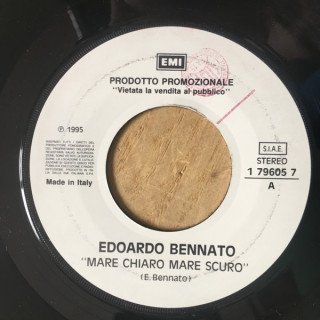 EMI
PRODOTTO PROMOZIONALE
"Vietata la vendita al pubblico"
℗ 1995
Made in Italy
S.I.A.E.
STEREO
1 79605 7
A
EDOARDO BENNATO
"MARE CHIARO MARE SCURO"
(E. Bennato)